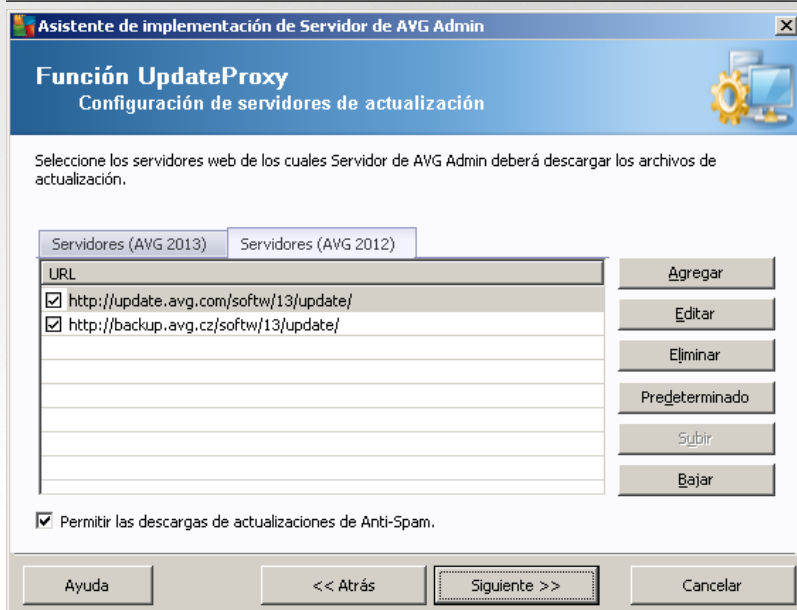 Asistente de implementación de Servidor de AVG Admin
Función UpdateProxy
Configuración de servidores de actualización
Seleccione los servidores web de los cuales Servidor de AVG Admin deberá descargar los archivos de
actualización.
Servidores (AVG 2013) Servidores (AVG 2012)
URL
http://update.avg.com/softw/13/update/
http://backup.avg.cz/softw/13/update/
Agregar
Editar
Eliminar
Predeterminado
Subir
Bajar
Permitir las descargas de actualizaciones de Anti-Spam.
Ayuda << Atrás Siguiente >> Cancelar